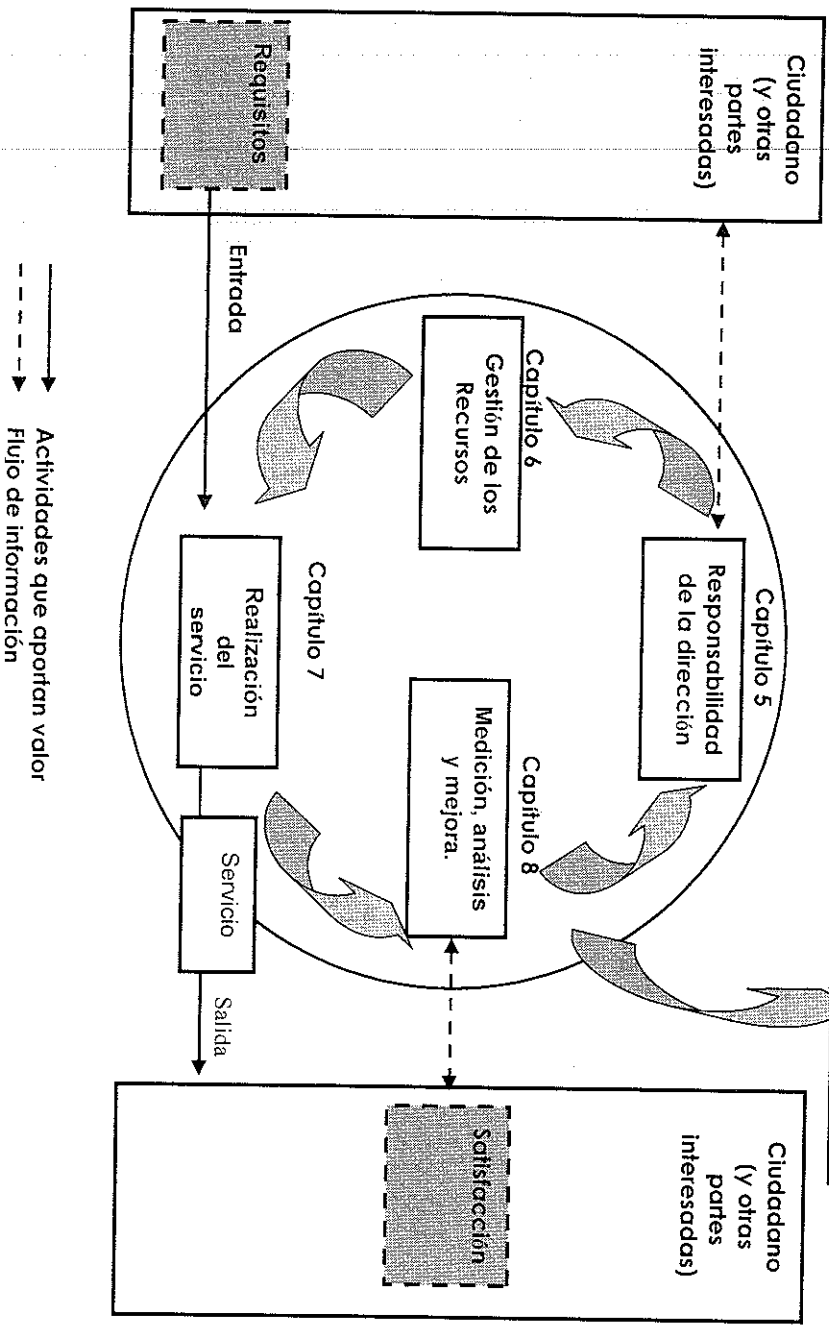 Ciudadano
(y otras
partes
interesadas)
Requisitos
Entrada
Capítulo 5
Responsabilidad
de la dirección
Capítulo 6
Gestión de los
Recursos
Capítulo 8
Medición, análisis
y mejora.
Capítulo 7
Realización
del
servicio
Servicio
Salida
Ciudadano
(y otras
partes
interesadas)
Satisfacción
Actividades que aportan valor
Flujo de información